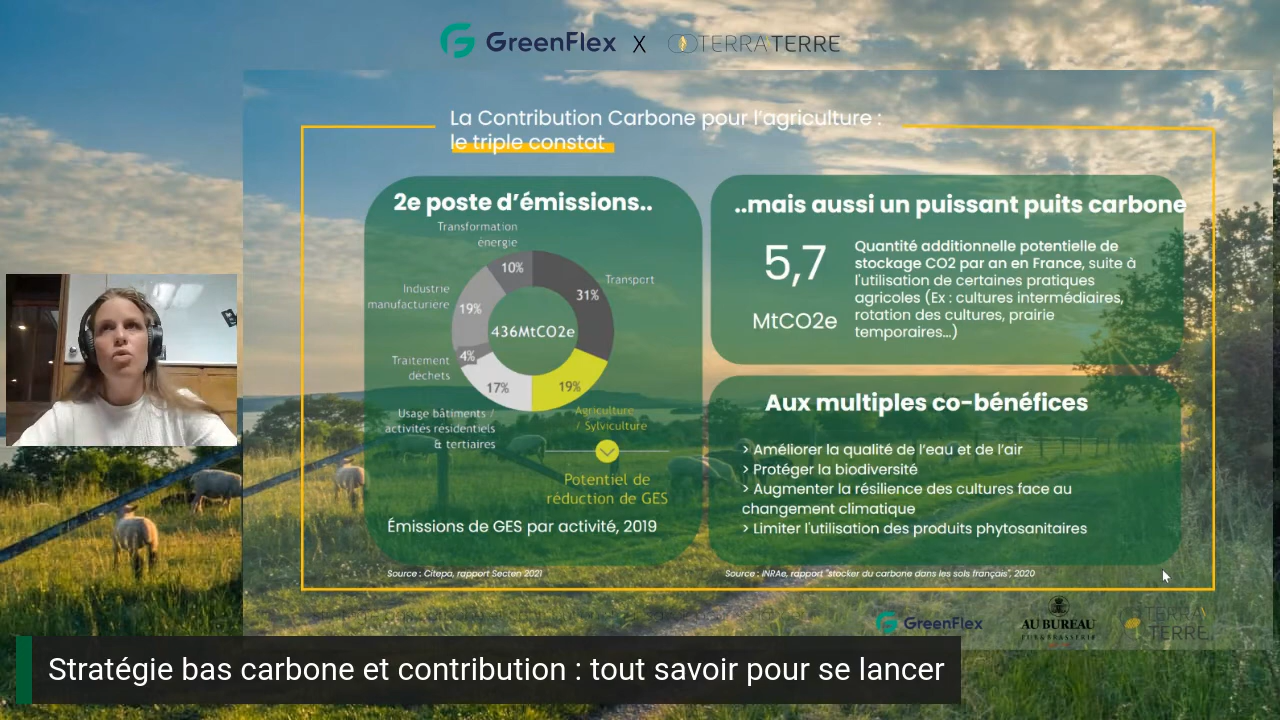 GreenFlex X TERRATERRE
La Contribution Carbone pour l'agriculture :
le triple constat
2e poste d'émissions..
Transformation
énergie
10%
Transport
31%
Industrie
manufacturière
19%
436MtCO2e
Traitement
déchets
4%
17%
19%
Usage bâtiments /
activités résidentiels
& tertiaires
Agriculture
/ Sylviculture
Potentiel de
réduction de GES
Émissions de GES par activité, 2019
Source : Citepa, rapport Secten 2021
..mais aussi un puissant puits carbone
5,7
MtCO2e
Quantité additionnelle potentielle de
stockage CO2 par an en France, suite à
l'utilisation de certaines pratiques
agricoles (Ex : cultures intermédiaires,
rotation des cultures, prairie
temporaires...)
Aux multiples co-bénéfices
> Améliorer la qualité de l'eau et de l'air
> Protéger la biodiversité
> Augmenter la résilience des cultures face au
changement climatique
> Limiter l'utilisation des produits phytosanitaires
Source : INRAe, rapport "stocker du carbone dans les sols français", 2020
GreenFlex
AU BUREAU
PUB & BRASSERIE
TERRA
TERRE
Stratégie bas carbone et contribution : tout savoir pour se lancer